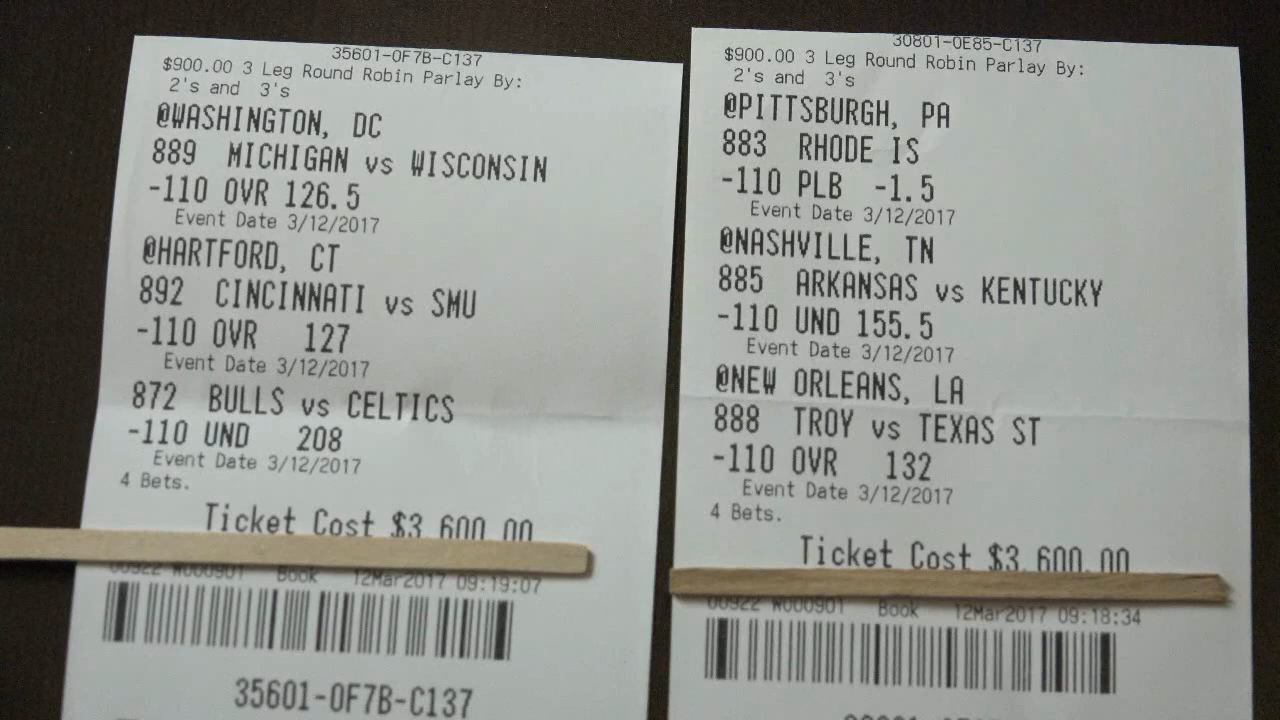 35601-0F7B-C137
$900.00 3 Leg Round Robin Parlay By:
2's and 3's
@WASHINGTON, DC
889 MICHIGAN vs WISCONSIN
-110 OVR 126.5
Event Date 3/12/2017
@HARTFORD, CT
892 CINCINNATI vs SMU
-110 OVR 127
Event Date 3/12/2017
872 BULLS vs CELTICS
-110 UND 208
Event Date 3/12/2017
4 Bets.
Ticket Cost $3,600.00
00922 W000901 Book 12Mar2017 09:19:07
35601-0F7B-C137
30801-0E85-C137
$900.00 3 Leg Round Robin Parlay By:
2's and 3's
@PITTSBURGH, PA
883 RHODE IS
-110 PLB -1.5
Event Date 3/12/2017
@NASHVILLE, TN
885 ARKANSAS vs KENTUCKY
-110 UND 155.5
Event Date 3/12/2017
@NEW ORLEANS, LA
888 TROY vs TEXAS ST
-110 OVR 132
Event Date 3/12/2017
4 Bets.
Ticket Cost $3,600.00
00922 W000901 Book 12Mar2017 09:18:34